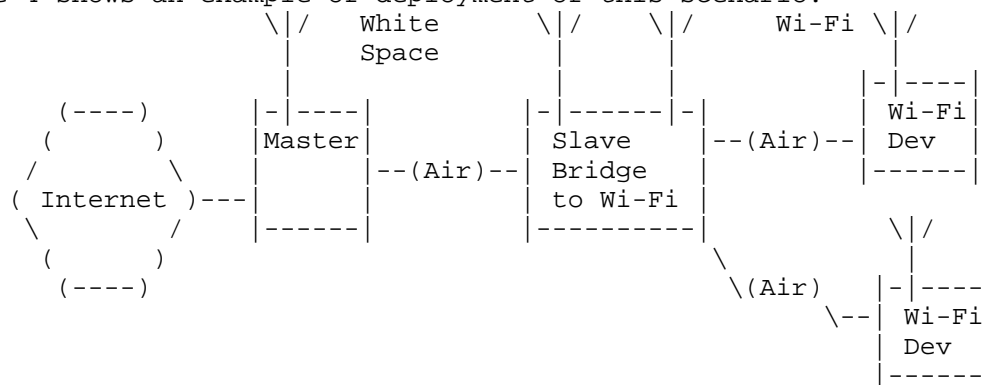 e 4 shows an example of deployment of this scenario.
\|/ White \|/ \|/ Wi-Fi \|/
| Space | | |
| | | |-|----|
(----) |-|----| |-|------|-| | Wi-Fi|
( ) |Master| | Slave |--(Air)--| Dev |
/ \ | |--(Air)--| Bridge | |------|
( Internet )---| | | to Wi-Fi |
\ / |------| |----------| \|/
( ) \ |
(----) \(Air) |-|----
\--| Wi-Fi
| Dev
|------